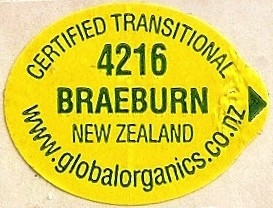 CERTIFIED TRANSITIONAL
4216
BRAEBURN
NEW ZEALAND
www.globalorganics.co.nz